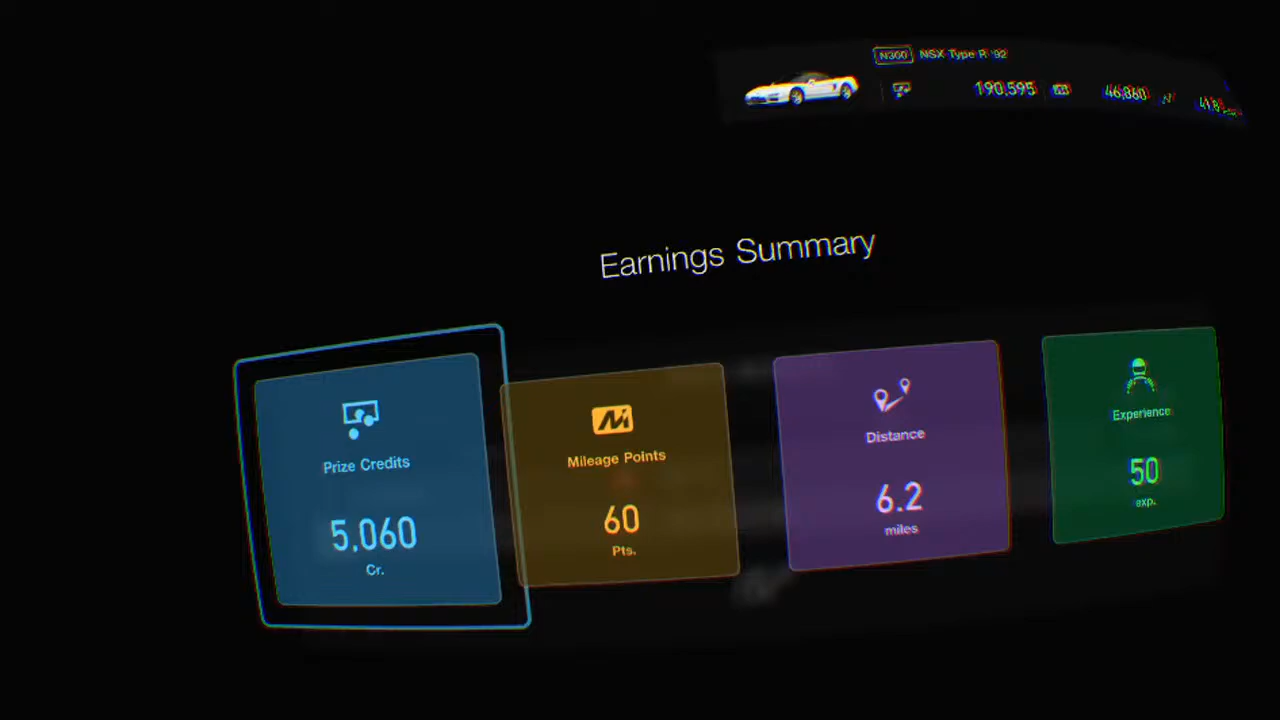 N300 NSX Type R '92
190,595 46,860
Earnings Summary
Prize Credits
5,060
Cr.
Mileage Points
60
Pts.
Distance
6.2
miles
Experience
50
exp.